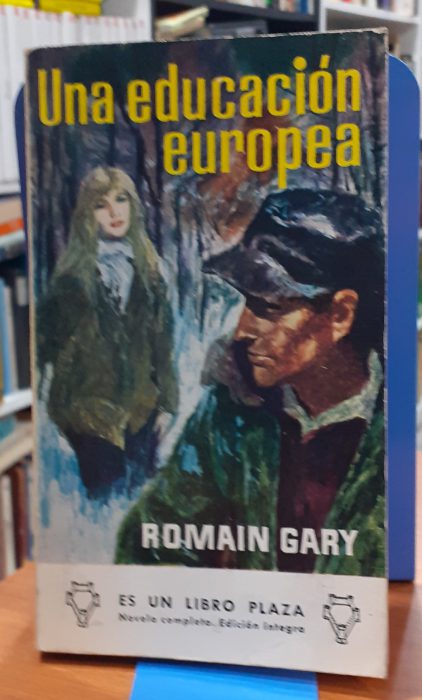 Una educación
europea
ROMAIN GARY
ES UN LIBRO PLAZA
Novela completa. Edición íntegra